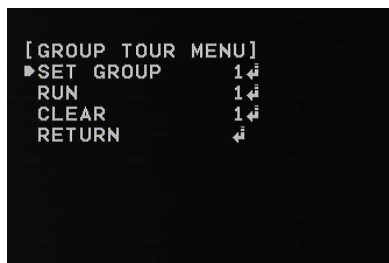 [GROUP TOUR MENU]
SET GROUP 1↲
RUN 1↲
CLEAR 1↲
RETURN ↲